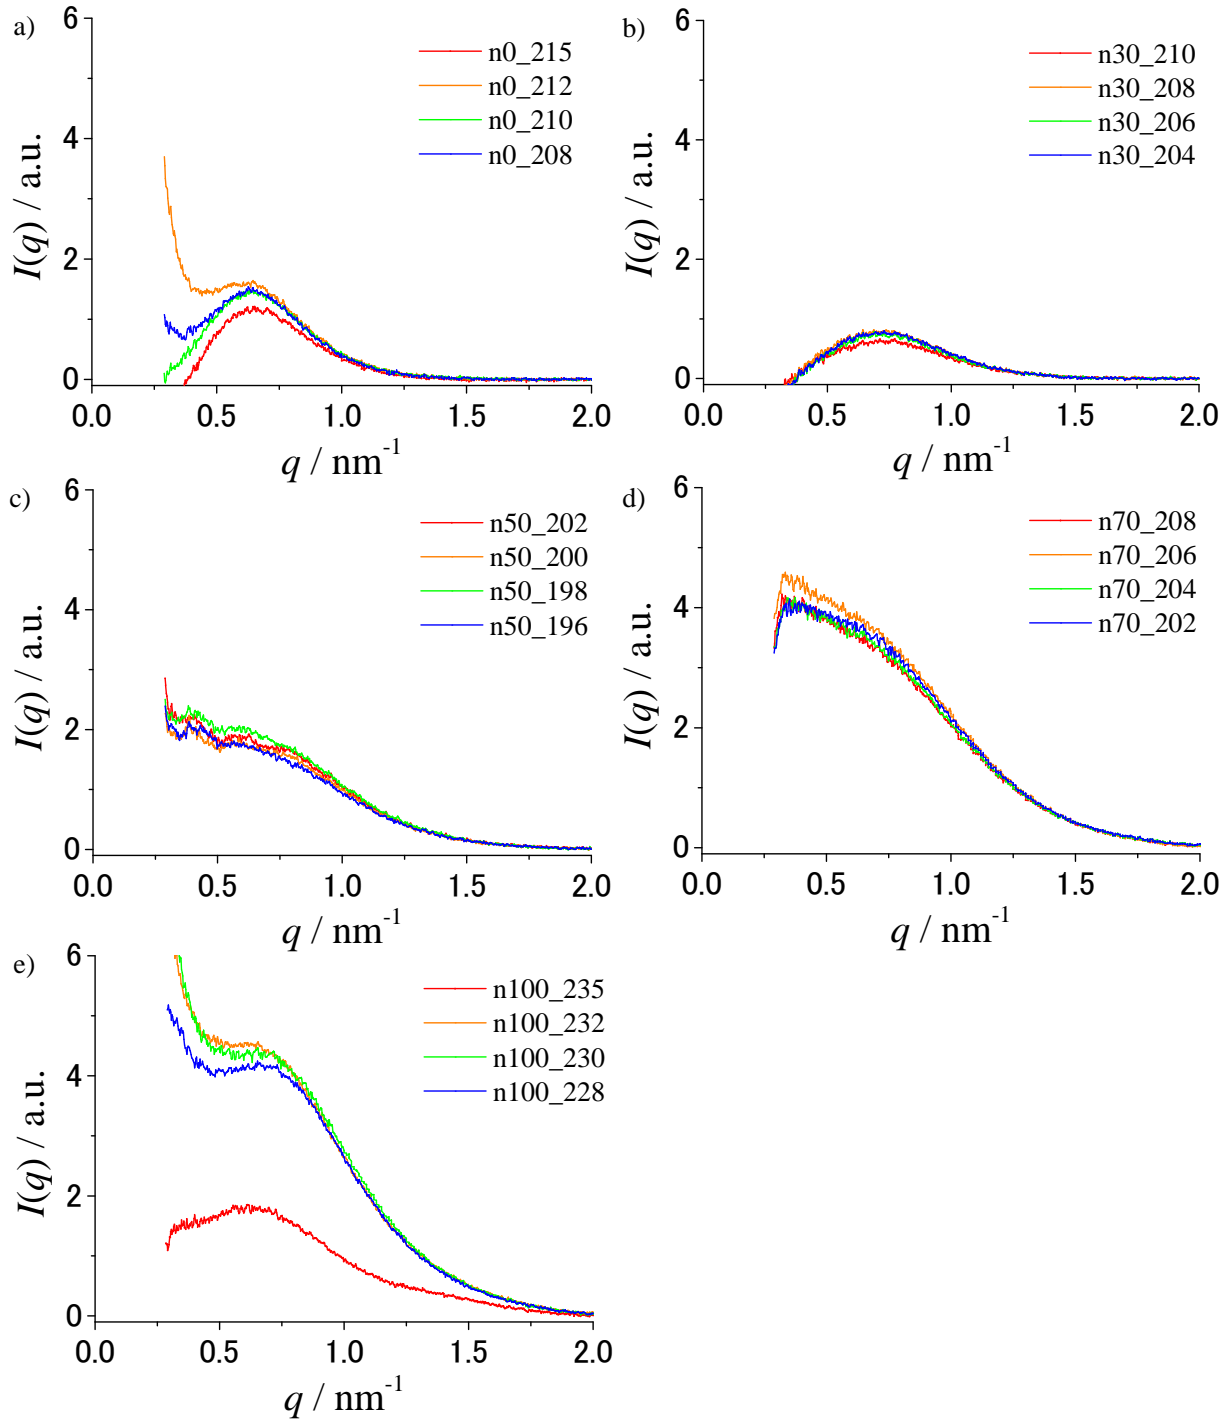 a)
6
4
2
0
I(q) / a.u.
n0_215
n0_212
n0_210
n0_208
0.0 0.5 1.0 1.5 2.0
q / nm-1
b)
6
4
2
0
I(q) / a.u.
n30_210
n30_208
n30_206
n30_204
0.0 0.5 1.0 1.5 2.0
q / nm-1
c)
6
4
2
0
I(q) / a.u.
n50_202
n50_200
n50_198
n50_196
0.0 0.5 1.0 1.5 2.0
q / nm-1
d)
6
4
2
0
I(q) / a.u.
n70_208
n70_206
n70_204
n70_202
0.0 0.5 1.0 1.5 2.0
q / nm-1
e)
6
4
2
0
I(q) / a.u.
n100_235
n100_232
n100_230
n100_228
0.0 0.5 1.0 1.5 2.0
q / nm-1